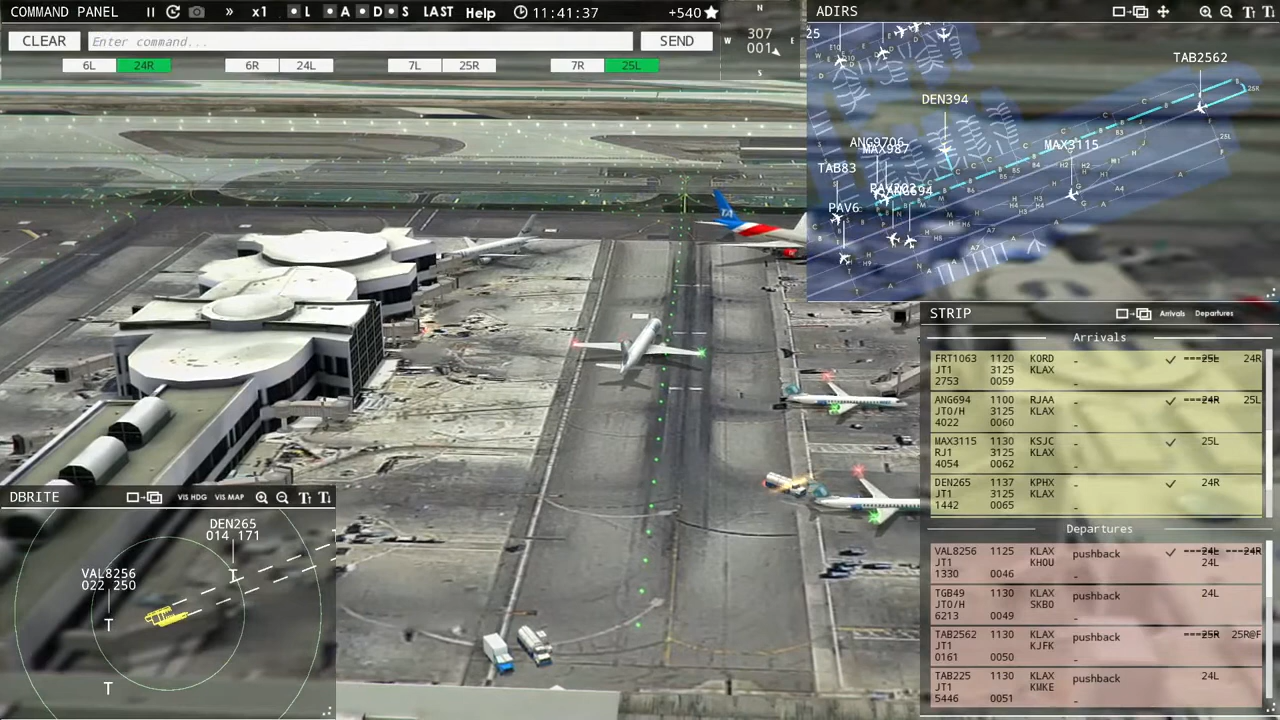 COMMAND PANEL » x1 L A D S LAST Help 11:41:37 +540
CLEAR Enter command... SEND
6L 24R 6R 24L 7L 25R 7R 25L
N
W 307 E
001
S
ADIRS
25
TAB2562
DEN394
MAX3115
TAB83
PAV6
STRIP Arrivals Departures
Arrivals
FRT1063 1120 KORD - 25L 24R
JT1 3125 KLAX
2753 0059 -
ANG694 1100 RJAA - 24R 25L
JTO/H 3125 KLAX
4022 0060 -
MAX3115 1130 KSJC - 25L
RJ1 3125 KLAX
4054 0062 -
DEN265 1137 KPHX - 24R
JT1 3125 KLAX
1442 0065 -
Departures
VAL8256 1125 KLAX pushback 24L 24R
JT1 KHOU 24L
1330 0046 -
TGB49 1130 KLAX pushback 24L
JTO/H SKBO
6213 0049 -
TAB2562 1130 KLAX pushback 25R 25R@F
JT1 KJFK
0161 0050 -
TAB225 1130 KLAX pushback 24L
JT1 KMKE
5446 0051 -
DBRITE VIS HDG VIS MAP
DEN265
014 171
T
VAL8256
022 250
T
T